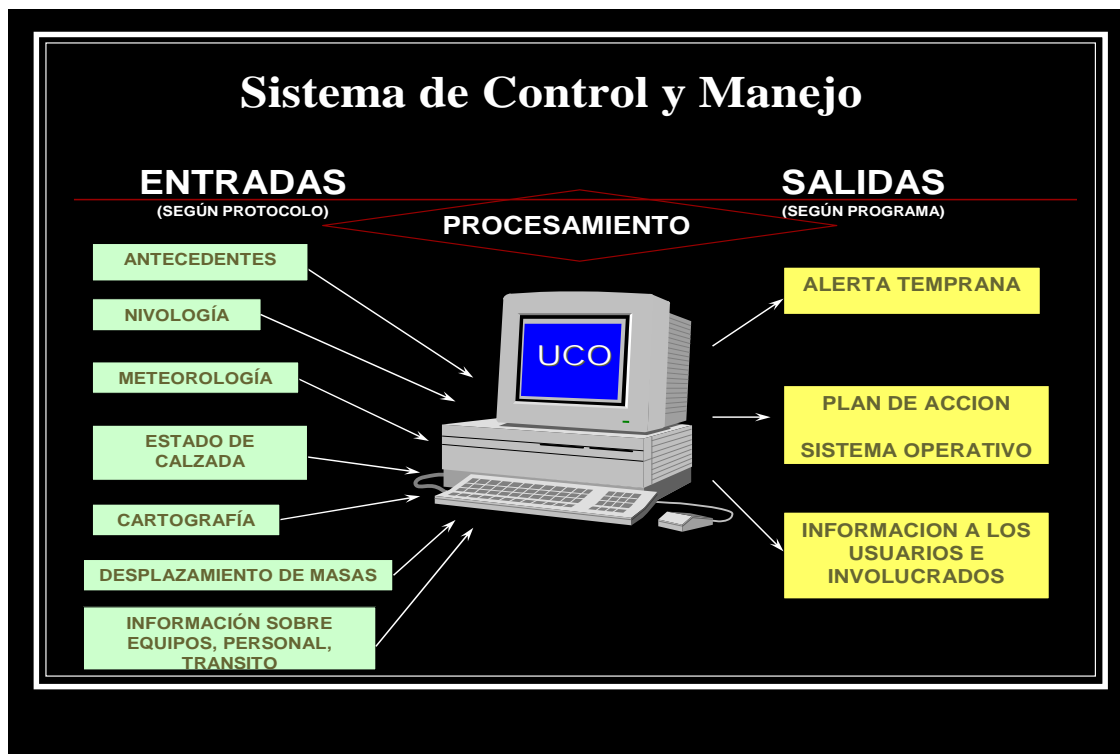 Sistema de Control y Manejo
ENTRADAS
(SEGÚN PROTOCOLO)
PROCESAMIENTO
SALIDAS
(SEGÚN PROGRAMA)
ANTECEDENTES
NIVOLOGÍA
METEOROLOGÍA
ESTADO DE
CALZADA
CARTOGRAFÍA
DESPLAZAMIENTO DE MASAS
INFORMACIÓN SOBRE
EQUIPOS, PERSONAL,
TRANSITO
UCO
ALERTA TEMPRANA
PLAN DE ACCION
SISTEMA OPERATIVO
INFORMACION A LOS
USUARIOS E
INVOLUCRADOS